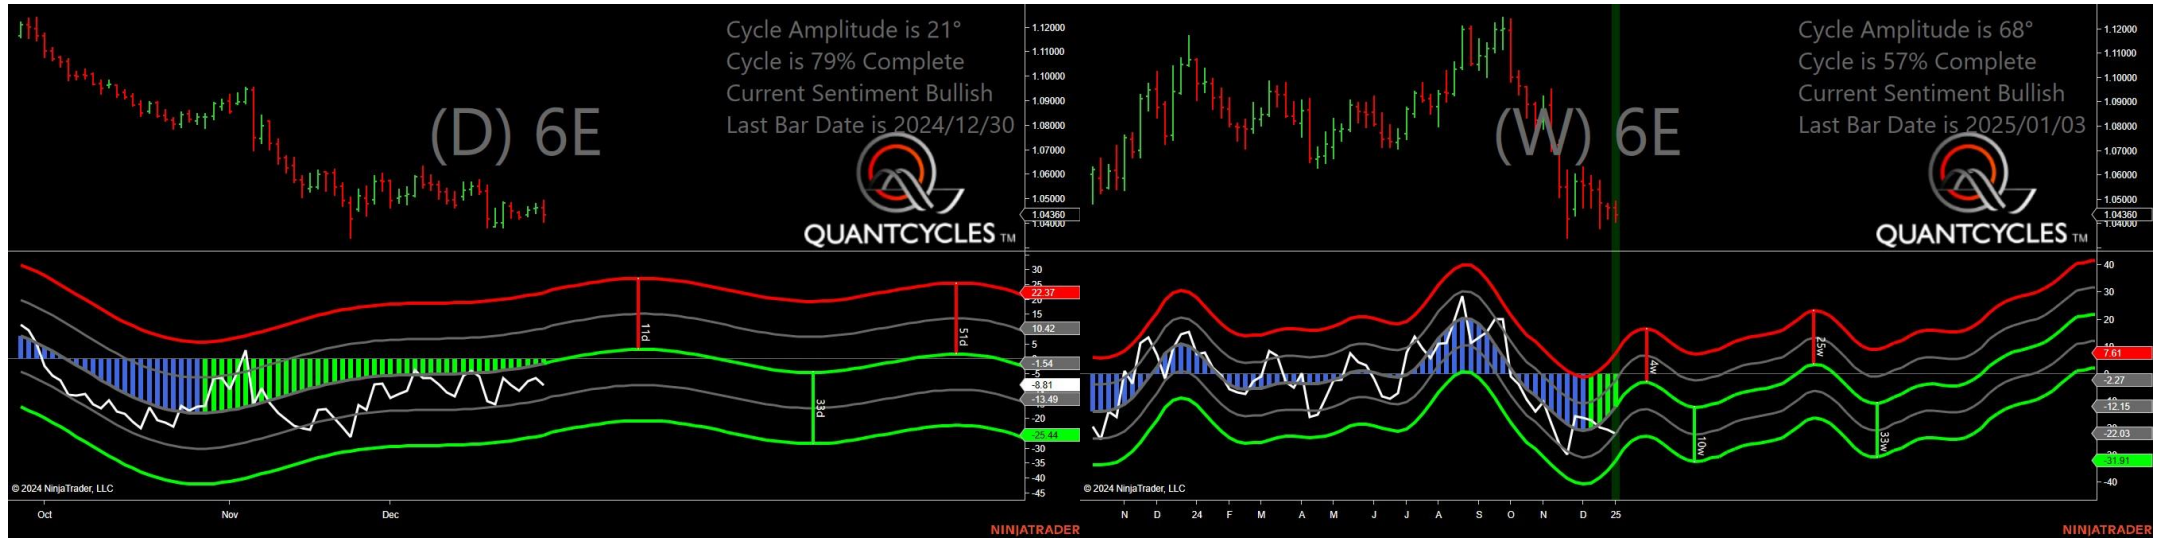 Cycle Amplitude is 21°
Cycle is 79% Complete
Current Sentiment Bullish
Last Bar Date is 2024/12/30
(D) 6E
QUANTCYCLES TM
1.12000
1.11000
1.10000
1.09000
1.08000
1.07000
1.06000
1.05000
1.04360
1.04000
30
25
22.37
20
15
10.42
5
-1.54
-5
-8.81
-13.49
-20
-25.44
-30
-35
-40
-45
11d
33d
51d
© 2024 NinjaTrader, LLC
Oct Nov Dec
NINJATRADER
Cycle Amplitude is 68°
Cycle is 57% Complete
Current Sentiment Bullish
Last Bar Date is 2025/01/03
(W) 6E
QUANTCYCLES TM
1.12000
1.11000
1.10000
1.09000
1.08000
1.07000
1.06000
1.05000
1.04360
1.04000
40
30
20
7.61
-2.27
-12.15
-22.03
-31.91
-40
4w
10w
25w
33w
© 2024 NinjaTrader, LLC
N D 24 F M A M J J A S O N D 25
NINJATRADER